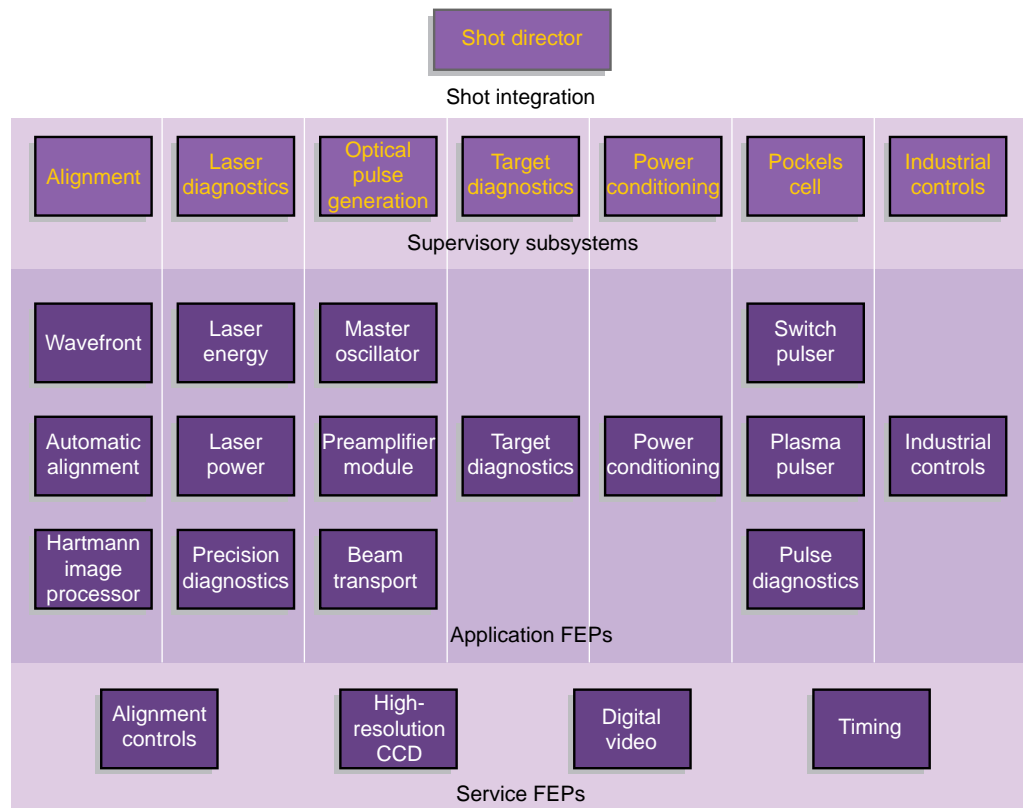 Shot director
Shot integration
Alignment
Laser
diagnostics
Optical
pulse
generation
Target
diagnostics
Power
conditioning
Pockels
cell
Industrial
controls
Supervisory subsystems
Wavefront
Laser
energy
Master
oscillator
Switch
pulser
Automatic
alignment
Laser
power
Preamplifier
module
Target
diagnostics
Power
conditioning
Plasma
pulser
Industrial
controls
Hartmann
image
processor
Precision
diagnostics
Beam
transport
Pulse
diagnostics
Application FEPs
Alignment
controls
High-
resolution
CCD
Digital
video
Timing
Service FEPs